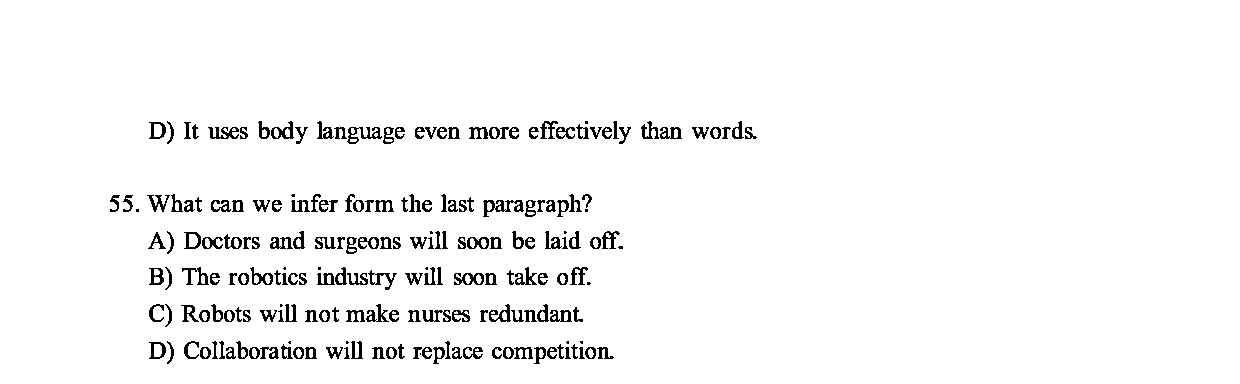 D) It uses body language even more effectively than words.
55. What can we infer form the last paragraph?
A) Doctors and surgeons will soon be laid off.
B) The robotics industry will soon take off.
C) Robots will not make nurses redundant.
D) Collaboration will not replace competition.